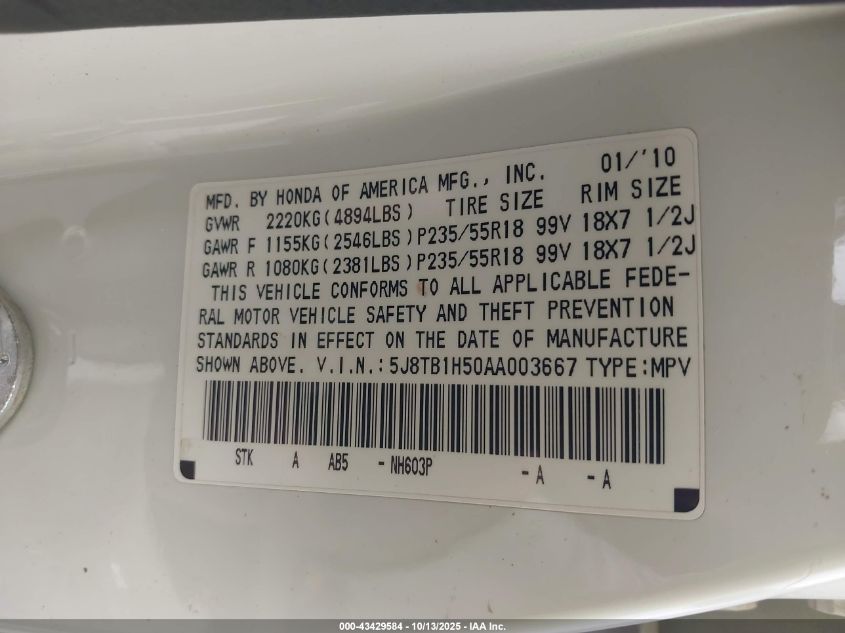 MFD. BY HONDA OF AMERICA MFG., INC. 01/'10
GVWR 2220KG(4894LBS) TIRE SIZE RIM SIZE
GAWR F 1155KG(2546LBS)P235/55R18 99V 18X7 1/2J
GAWR R 1080KG(2381LBS)P235/55R18 99V 18X7 1/2J
THIS VEHICLE CONFORMS TO ALL APPLICABLE FEDE-
RAL MOTOR VEHICLE SAFETY AND THEFT PREVENTION
STANDARDS IN EFFECT ON THE DATE OF MANUFACTURE
SHOWN ABOVE. V.I.N.:5J8TB1H50AA003667 TYPE:MPV
STK A AB5 -NH603P -A -A
000-43429584 - 10/13/2025 - IAA Inc.